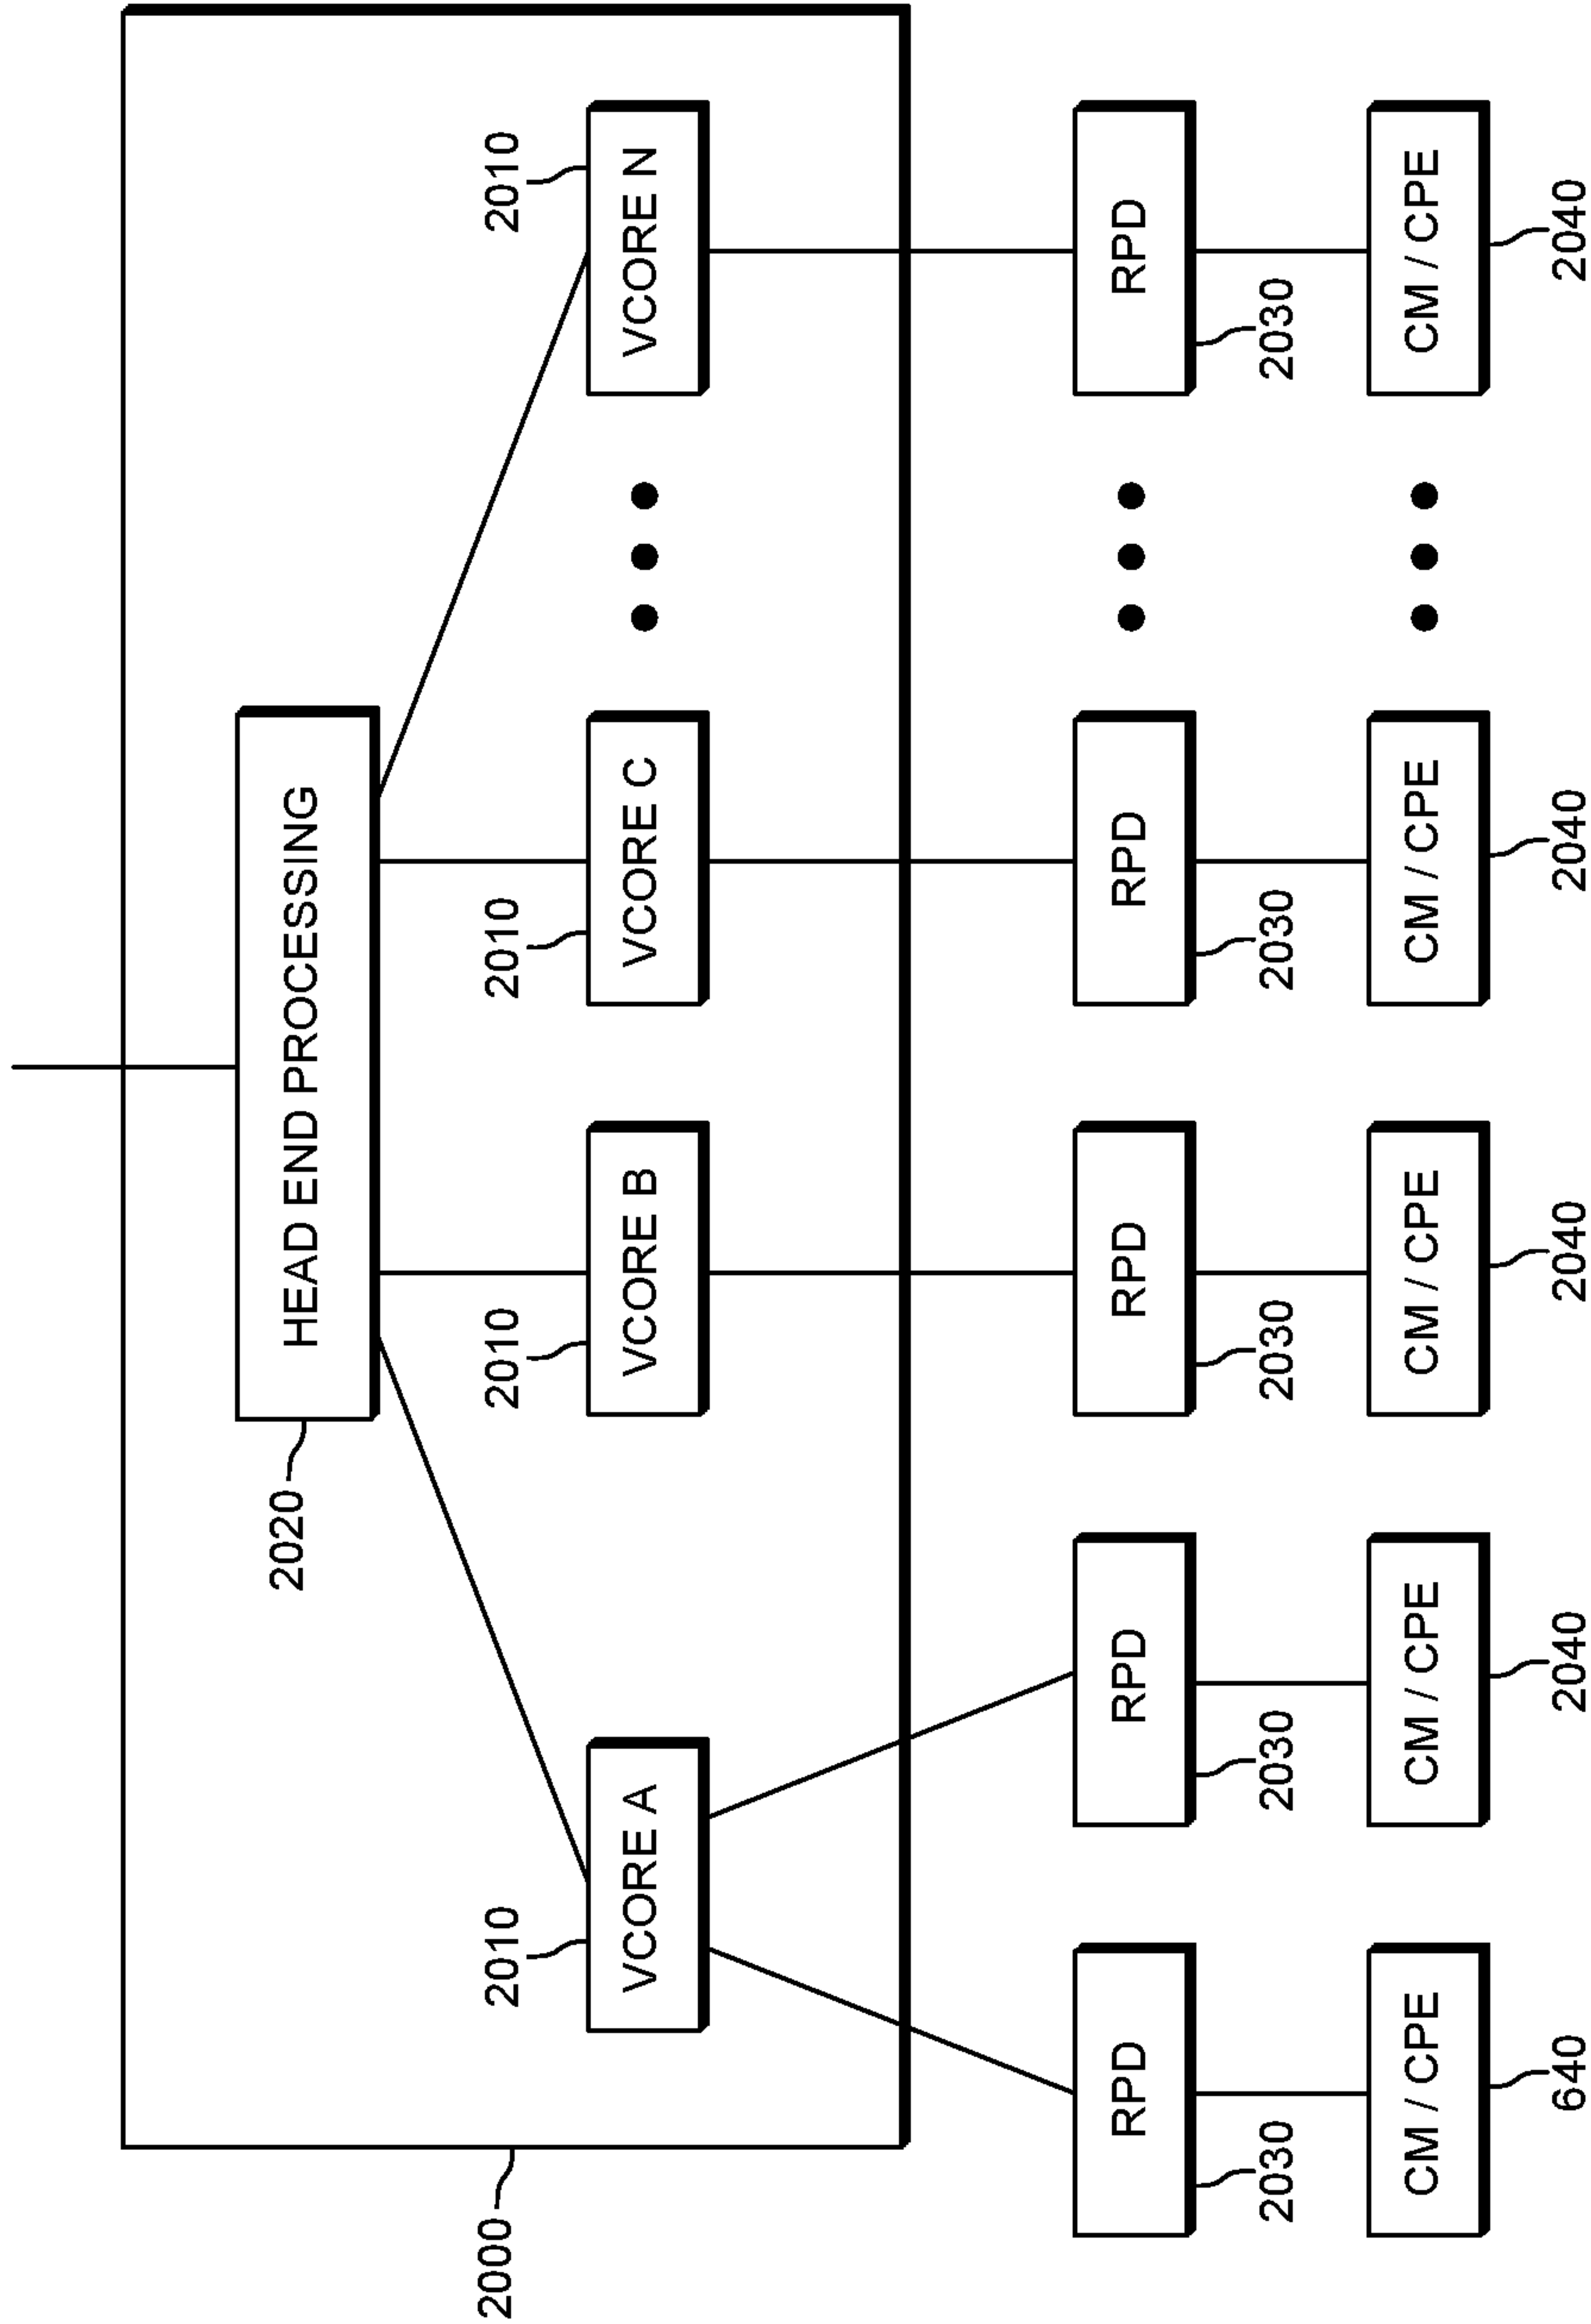 HEAD END PROCESSING
2020
2010
2010
2010
2010
VCORE A
VCORE B
VCORE C
VCORE N
2000
RPD
RPD
RPD
RPD
RPD
2030
2030
2030
2030
2030
CM / CPE
CM / CPE
CM / CPE
CM / CPE
CM / CPE
640
2040
2040
2040
2040